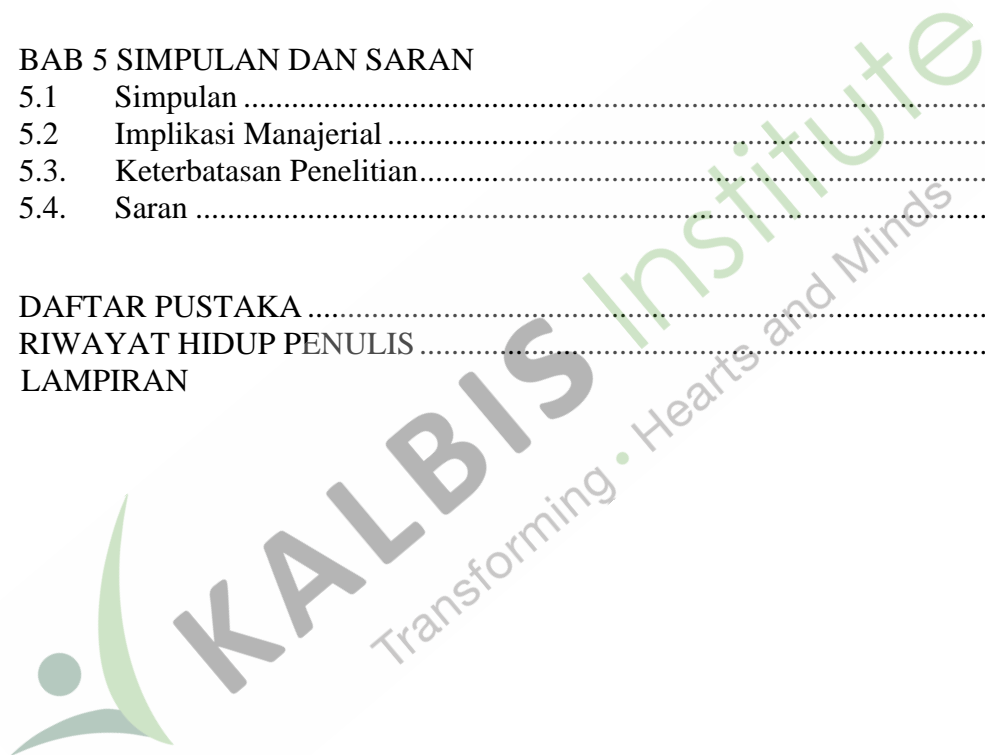 BAB 5 SIMPULAN DAN SARAN
5.1 Simpulan ..............................................................................................
5.2 Implikasi Manajerial ............................................................................
5.3. Keterbatasan Penelitian........................................................................
5.4. Saran ....................................................................................................
DAFTAR PUSTAKA .....................................................................................
RIWAYAT HIDUP PENULIS .......................................................................
LAMPIRAN
KALBIS Institute
Transforming • Hearts and Minds